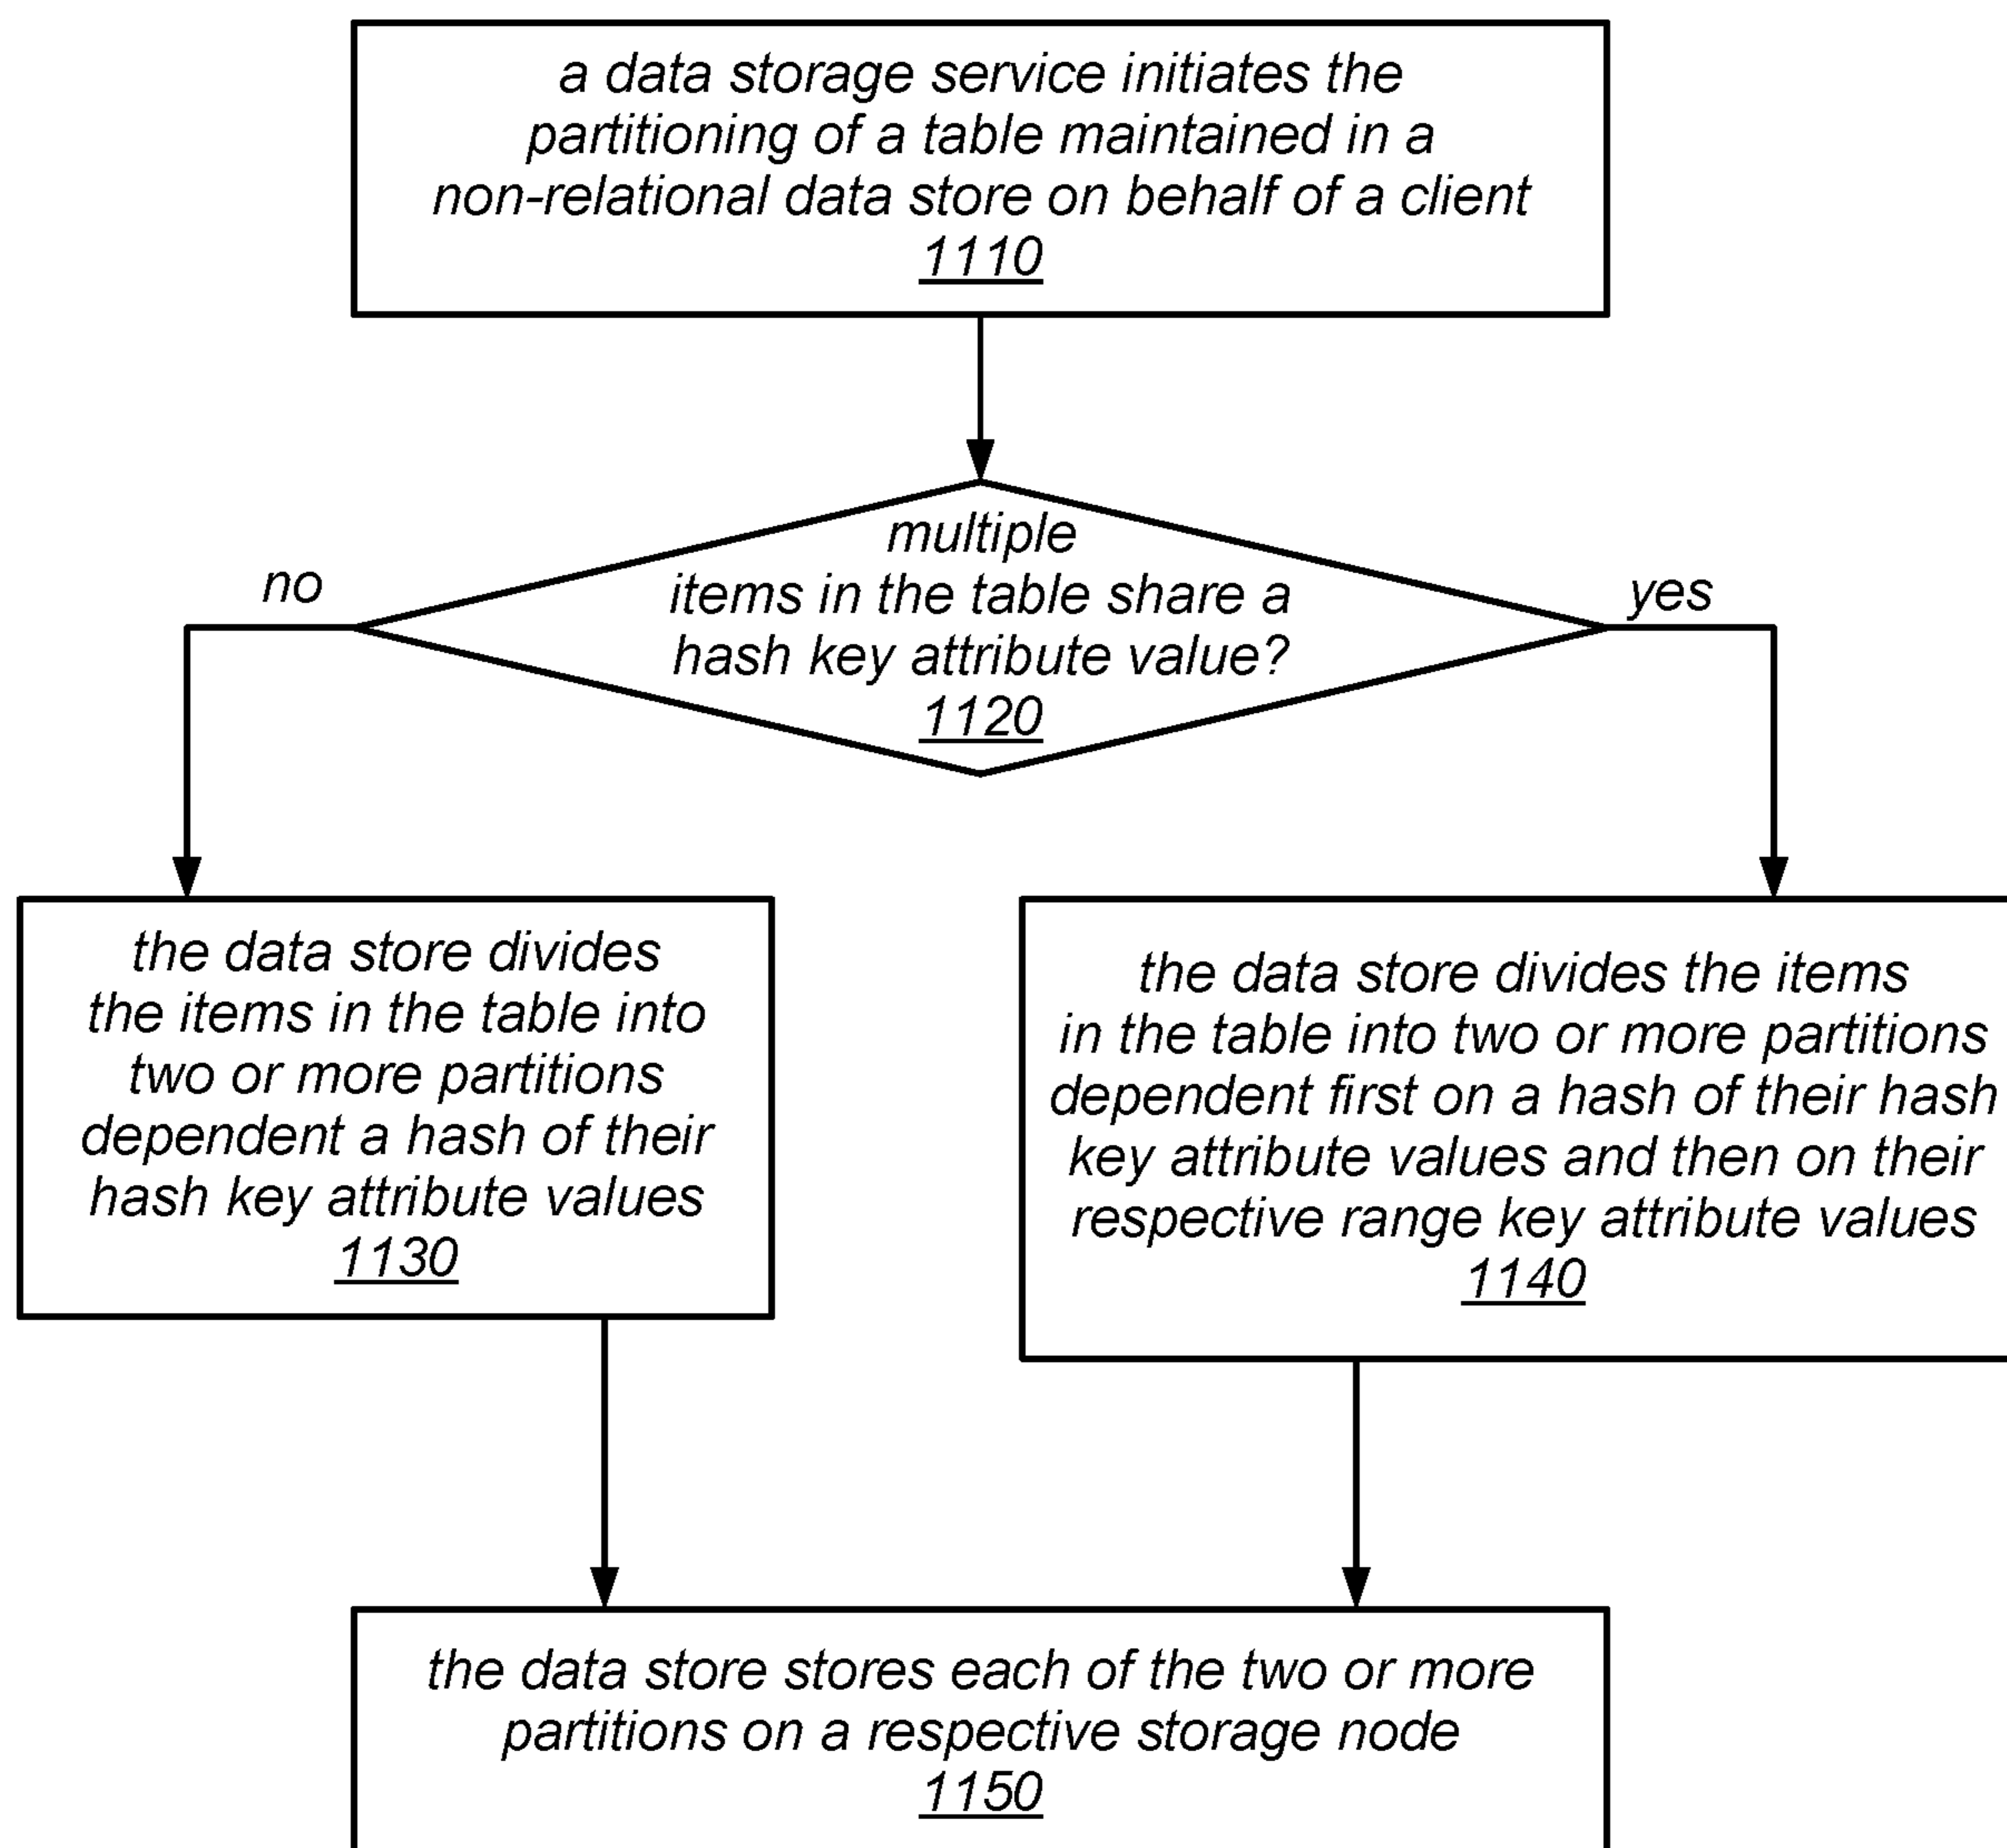 a data storage service initiates the
partitioning of a table maintained in a
non-relational data store on behalf of a client
1110
multiple
items in the table share a
hash key attribute value?
1120
no
yes
the data store divides
the items in the table into
two or more partitions
dependent a hash of their
hash key attribute values
1130
the data store divides the items
in the table into two or more partitions
dependent first on a hash of their hash
key attribute values and then on their
respective range key attribute values
1140
the data store stores each of the two or more
partitions on a respective storage node
1150